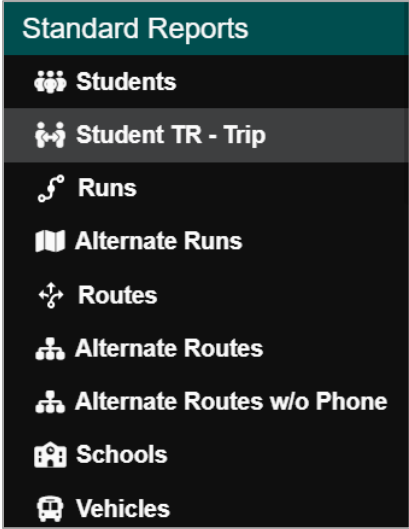 Standard Reports
Students
Student TR - Trip
Runs
Alternate Runs
Routes
Alternate Routes
Alternate Routes w/o Phone
Schools
Vehicles